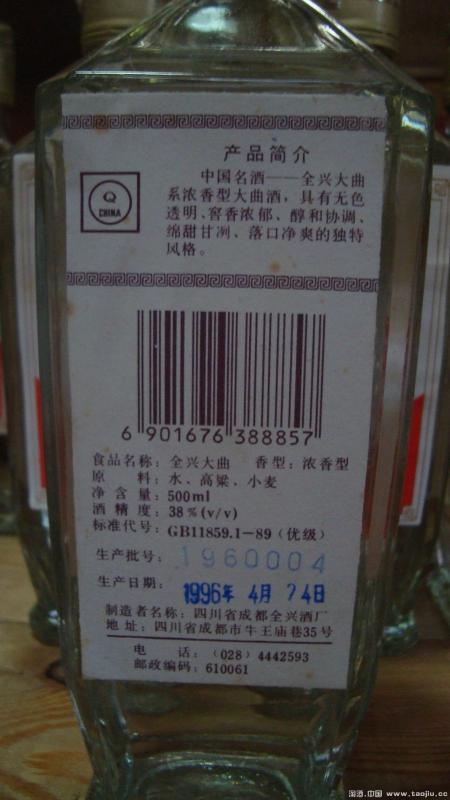 产品简介
Q
CHINA
中国名酒——全兴大曲
系浓香型大曲酒，具有无色
透明、窖香浓郁、醇和协调、
绵甜甘冽、落口净爽的独特
风格。
6 901676 388857
食品名称：全兴大曲 香型：浓香型
原 料：水、高粱、小麦
净 含 量：500ml
酒 精 度：38%(v/v)
标准代号：GB11859.1-89（优级）
生产批号：1960004
生产日期：1996年 4月 24日
制造者名称：四川省成都全兴酒厂
地 址：四川省成都市牛王庙巷35号
电 话：(028) 4442593
邮政编码：610061
淘酒.中国 www.taojiu.cc